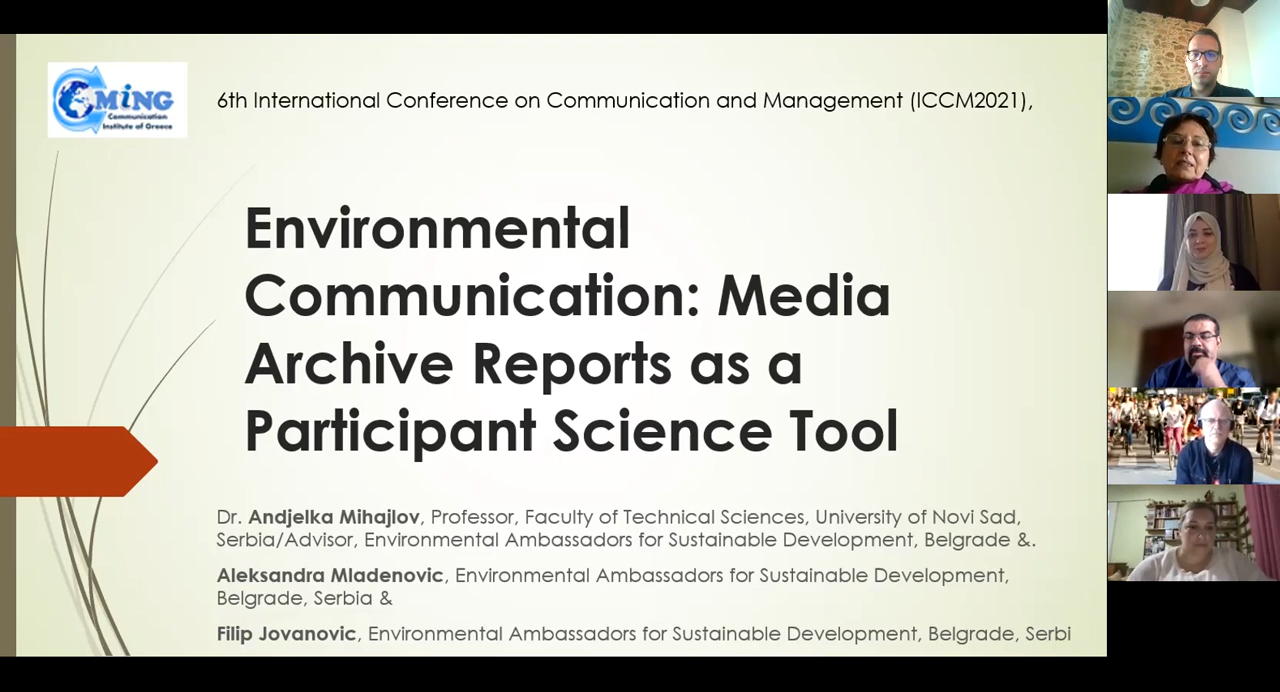 MiNG
Communication
Institute of Greece
6th International Conference on Communication and Management (ICCM2021),
Environmental
Communication: Media
Archive Reports as a
Participant Science Tool
Dr. Andjelka Mihajlov, Professor, Faculty of Technical Sciences, University of Novi Sad,
Serbia/Advisor, Environmental Ambassadors for Sustainable Development, Belgrade &.
Aleksandra Mladenovic, Environmental Ambassadors for Sustainable Development,
Belgrade, Serbia &
Filip Jovanovic, Environmental Ambassadors for Sustainable Development, Belgrade, Serbi